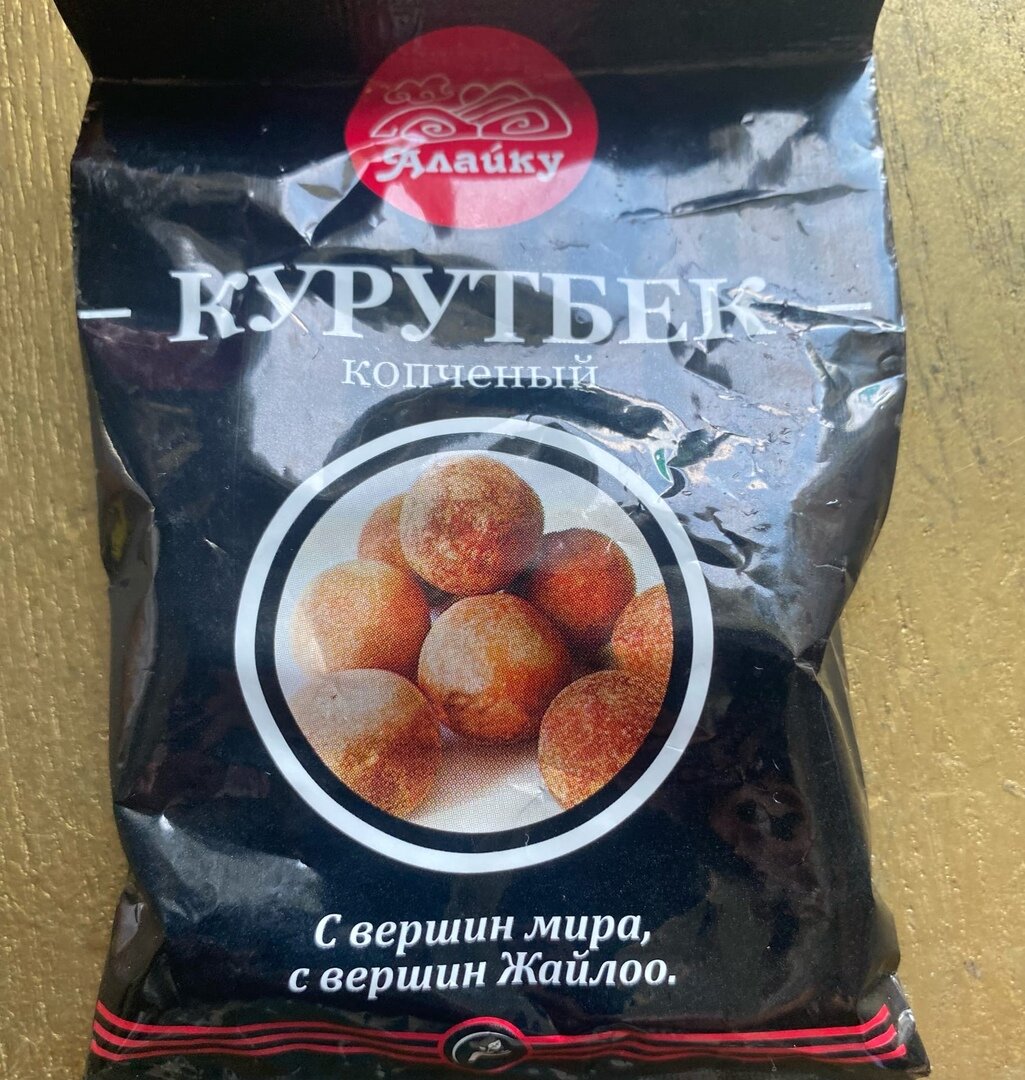 Алайку
КУРУТБЕК
копченый
С вершин мира,
с вершин Жайлоо.